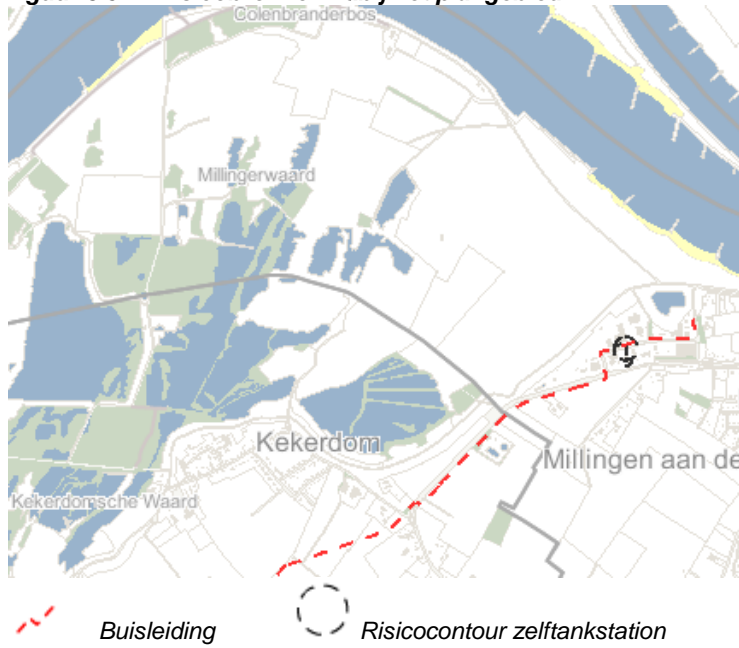 Colenbranderbos
Millingerwaard
Kekerdom
Millingen aan de
Kekerdomsche Waard
Buisleiding
Risicocontour zelftankstation